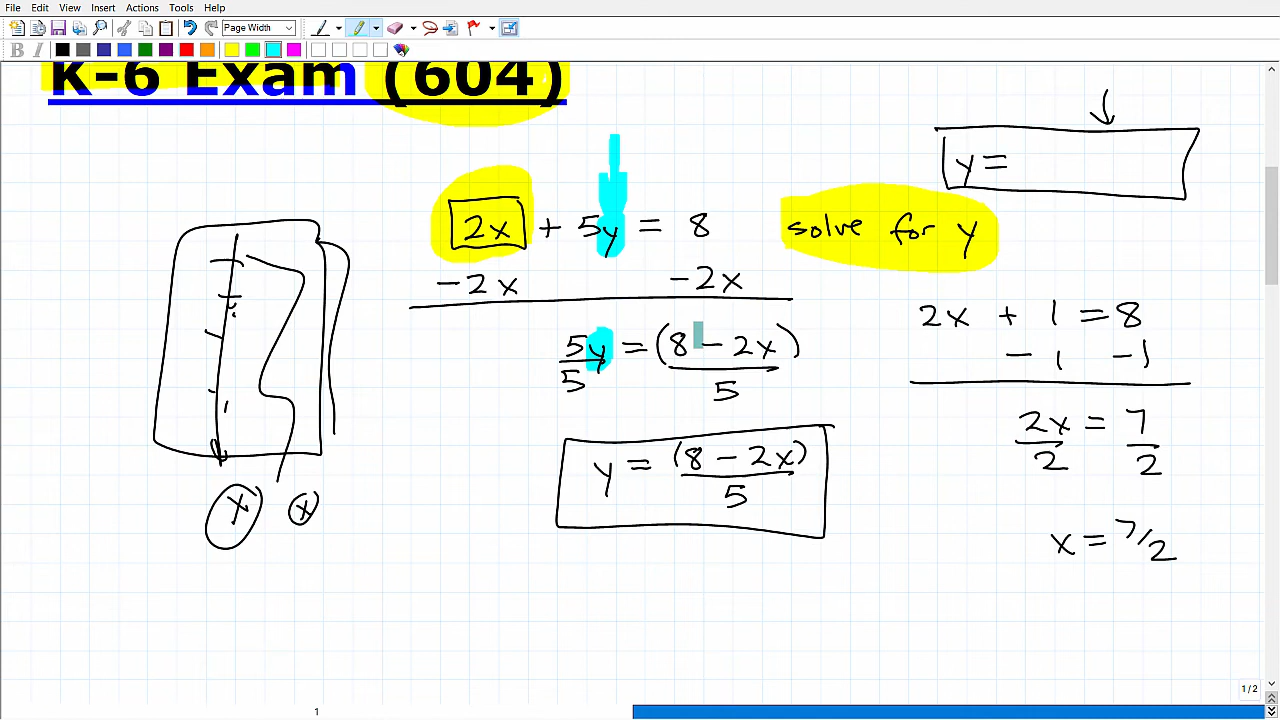 File Edit View Insert Actions Tools Help
Page Width
B I
K-6 Exam (604)
y =
2x + 5y = 8 solve for y
-2x -2x
5y = (8 - 2x)
5 5
y = (8 - 2x)
5
2x + 1 = 8
- 1 -1
2x = 7
2 2
x = 7/2
x x
1/2
1